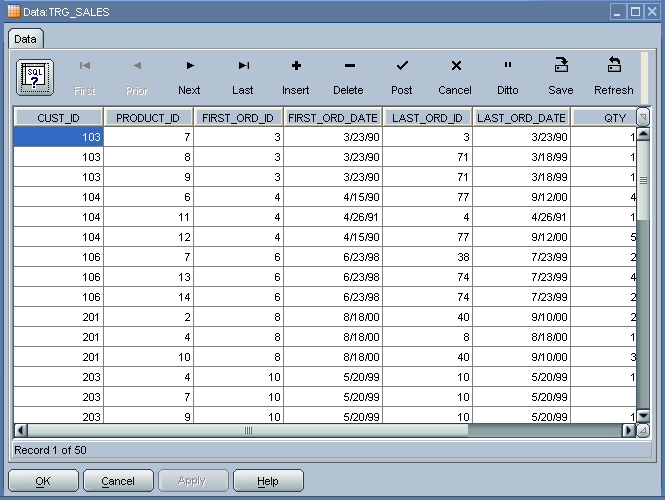 Data:TRG_SALES
Data
SQL ? First Prior Next Last Insert Delete Post Cancel Ditto Save Refresh
CUST_ID PRODUCT_ID FIRST_ORD_ID FIRST_ORD_DATE LAST_ORD_ID LAST_ORD_DATE QTY
103 7 3 3/23/90 3 3/23/90 1
103 8 3 3/23/90 71 3/18/99 1
103 9 3 3/23/90 71 3/18/99 1
104 6 4 4/15/90 77 9/12/00 4
104 11 4 4/26/91 4 4/26/91 1
104 12 4 4/15/90 77 9/12/00 5
106 7 6 6/23/98 38 7/23/99 2
106 13 6 6/23/98 74 7/23/99 4
106 14 6 6/23/98 74 7/23/99 2
201 2 8 8/18/00 40 9/10/00 2
201 4 8 8/18/00 8 8/18/00 1
201 10 8 8/18/00 40 9/10/00 3
203 4 10 5/20/99 10 5/20/99 1
203 7 10 5/20/99 10 5/20/99
203 9 10 5/20/99 10 5/20/99 1
Record 1 of 50
OK Cancel Apply Help